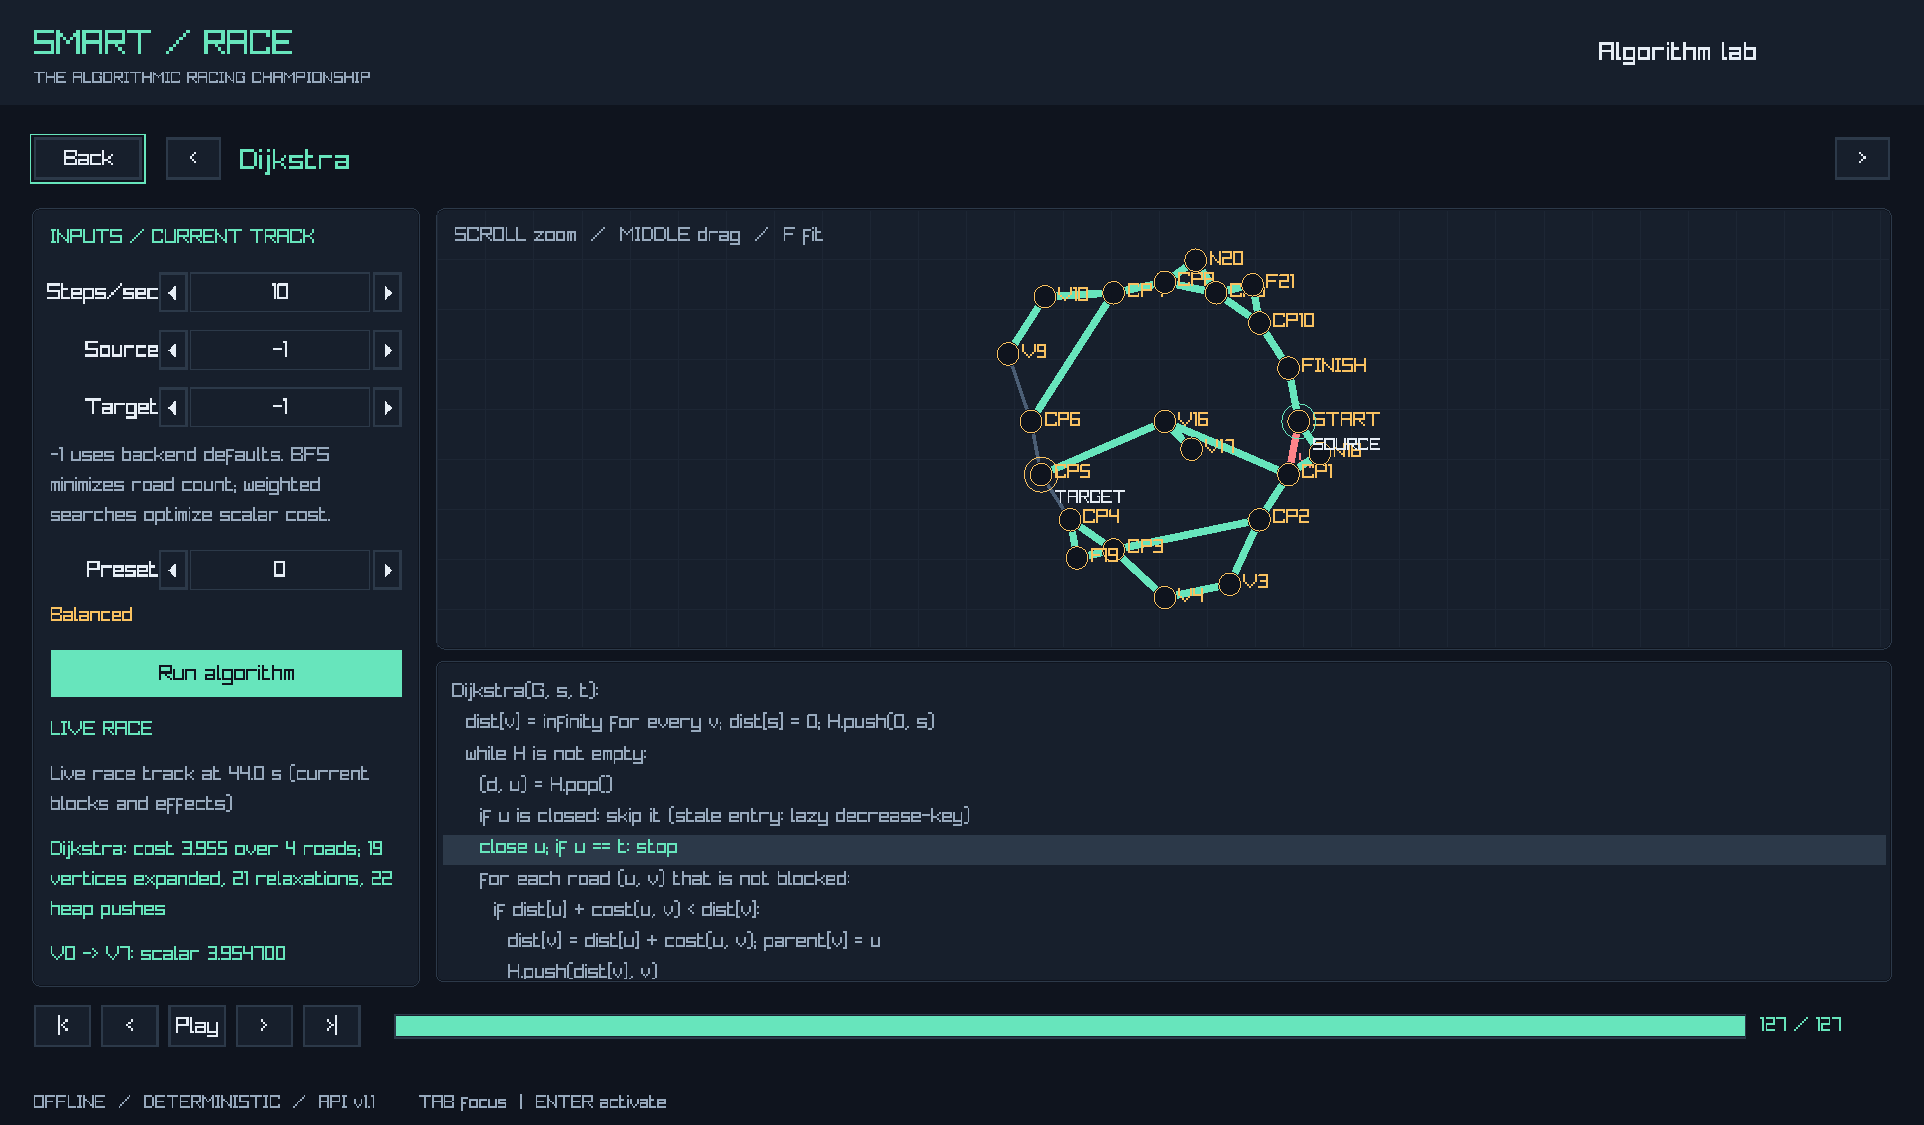 SMART / RACE
THE ALGORITHMIC RACING CHAMPIONSHIP
Algorithm lab
Back
<
Dijkstra
>
INPUTS / CURRENT TRACK
Steps/sec 10
Source -1
Target -1
-1 uses backend defaults. BFS
minimizes road count; weighted
searches optimize scalar cost.
Preset 0
Balanced
Run algorithm
LIVE RACE
Live race track at 44.0 s (current
blocks and effects)
Dijkstra: cost 3.955 over 4 roads; 19
vertices expanded, 21 relaxations, 22
heap pushes
V0 -> V7: scalar 3.954700
SCROLL zoom / MIDDLE drag / F fit
N20
F21
CP10
V9
FINISH
CP6
V16
START
SOURCE
V17
CP5
CP1
TARGET
CP4
CP2
F19
CP3
V3
V4
Dijkstra(G, s, t):
dist[v] = infinity for every v; dist[s] = 0; H.push(0, s)
while H is not empty:
(d, u) = H.pop()
if u is closed: skip it (stale entry: lazy decrease-key)
close u; if u == t: stop
for each road (u, v) that is not blocked:
if dist[u] + cost(u, v) < dist[v]:
dist[v] = dist[u] + cost(u, v); parent[v] = u
H.push(dist[v], v)
|<
<
Play
>
>|
127 / 127
OFFLINE / DETERMINISTIC / API v1.1
TAB focus | ENTER activate